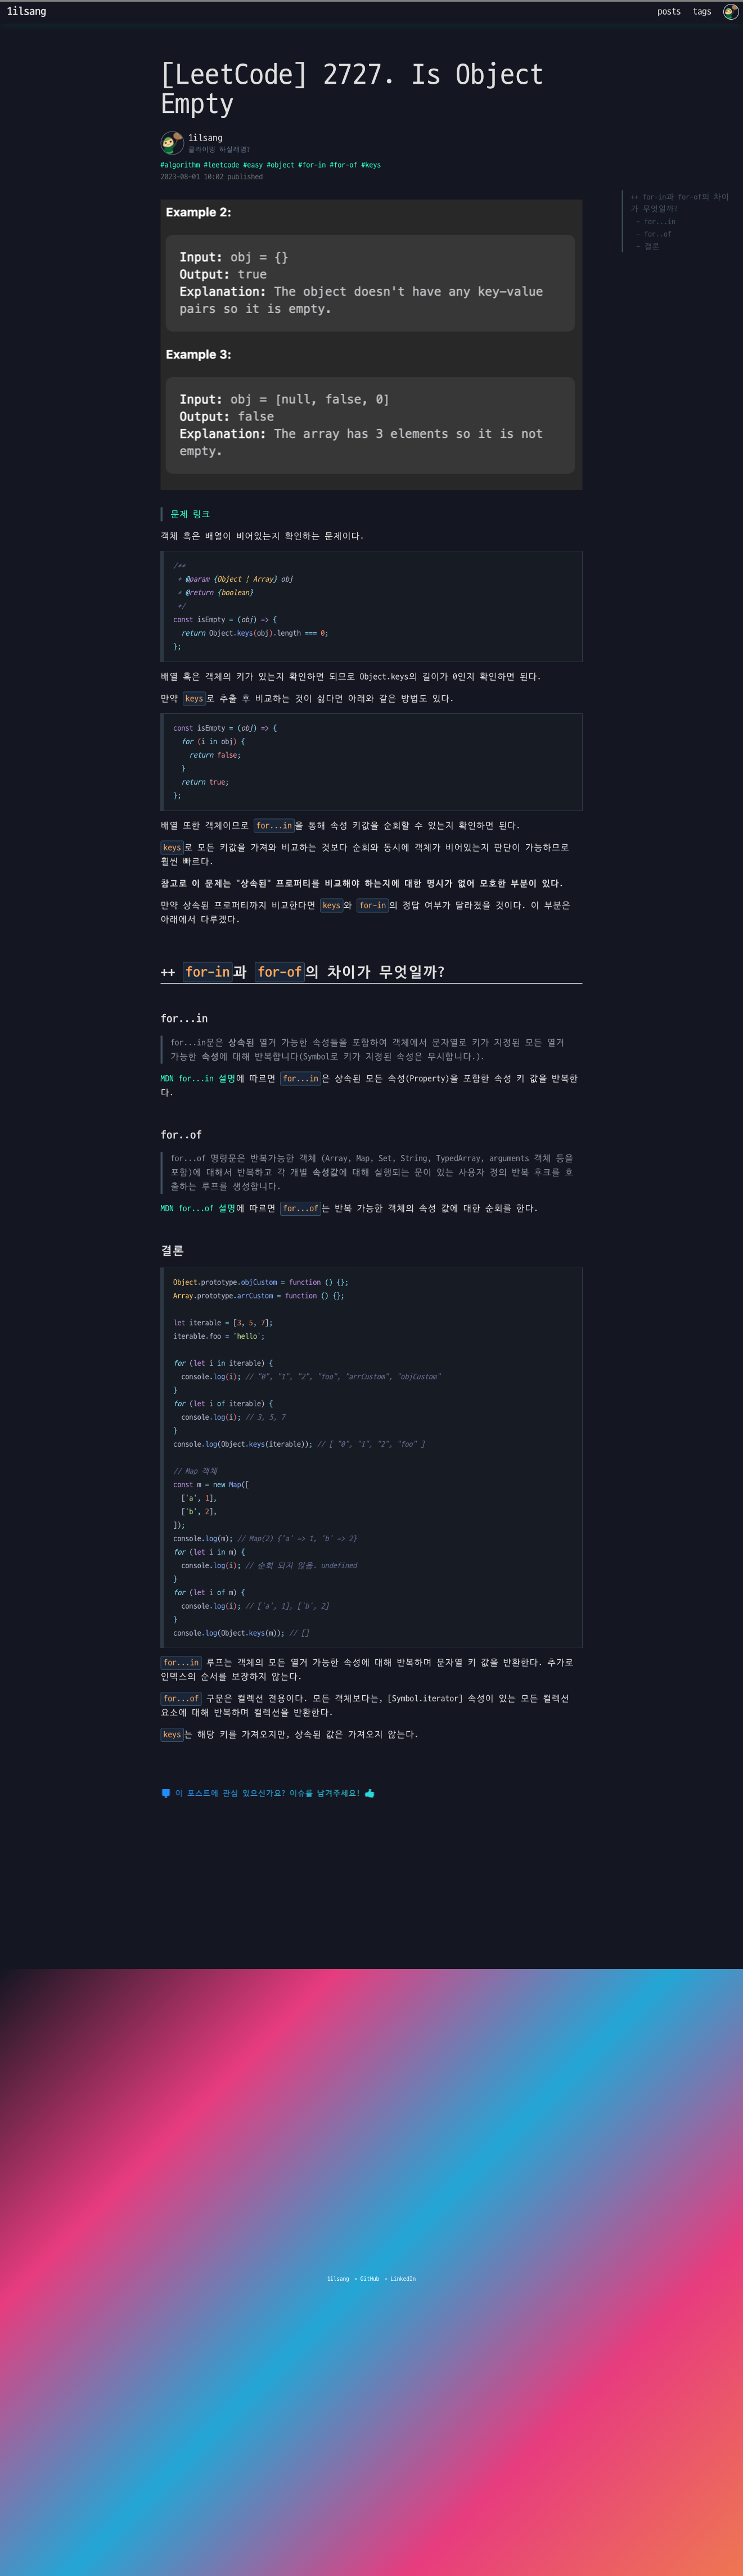 1ilsang
posts tags
[LeetCode] 2727. Is Object
Empty
1ilsang
클라이밍 하실래염?
#algorithm #leetcode #easy #object #for-in #for-of #keys
2023-08-01 10:02 published
++ for-in과 for-of의 차이
가 무엇일까?
- for...in
- for..of
- 결론
Example 2:
Input: obj = {}
Output: true
Explanation: The object doesn't have any key-value
pairs so it is empty.
Example 3:
Input: obj = [null, false, 0]
Output: false
Explanation: The array has 3 elements so it is not
empty.
문제 링크
객체 혹은 배열이 비어있는지 확인하는 문제이다.
/**
 * @param {Object | Array} obj
 * @return {boolean}
 */
const isEmpty = (obj) => {
  return Object.keys(obj).length === 0;
};
배열 혹은 객체의 키가 있는지 확인하면 되므로 Object.keys의 길이가 0인지 확인하면 된다.
만약 keys로 추출 후 비교하는 것이 싫다면 아래와 같은 방법도 있다.
const isEmpty = (obj) => {
  for (i in obj) {
    return false;
  }
  return true;
};
배열 또한 객체이므로 for...in을 통해 속성 키값을 순회할 수 있는지 확인하면 된다.
keys로 모든 키값을 가져와 비교하는 것보다 순회와 동시에 객체가 비어있는지 판단이 가능하므로
훨씬 빠르다.
참고로 이 문제는 "상속된" 프로퍼티를 비교해야 하는지에 대한 명시가 없어 모호한 부분이 있다.
만약 상속된 프로퍼티까지 비교한다면 keys와 for-in의 정답 여부가 달라졌을 것이다. 이 부분은
아래에서 다루겠다.
++ for-in과 for-of의 차이가 무엇일까?
for...in
for...in문은 상속된 열거 가능한 속성들을 포함하여 객체에서 문자열로 키가 지정된 모든 열거
가능한 속성에 대해 반복합니다(Symbol로 키가 지정된 속성은 무시합니다.).
MDN for...in 설명에 따르면 for...in은 상속된 모든 속성(Property)을 포함한 속성 키 값을 반복한
다.
for..of
for...of 명령문은 반복가능한 객체 (Array, Map, Set, String, TypedArray, arguments 객체 등을
포함)에 대해서 반복하고 각 개별 속성값에 대해 실행되는 문이 있는 사용자 정의 반복 후크를 호
출하는 루프를 생성합니다.
MDN for...of 설명에 따르면 for...of는 반복 가능한 객체의 속성 값에 대한 순회를 한다.
결론
Object.prototype.objCustom = function () {};
Array.prototype.arrCustom = function () {};
let iterable = [3, 5, 7];
iterable.foo = 'hello';
for (let i in iterable) {
  console.log(i); // "0", "1", "2", "foo", "arrCustom", "objCustom"
}
for (let i of iterable) {
  console.log(i); // 3, 5, 7
}
console.log(Object.keys(iterable)); // [ "0", "1", "2", "foo" ]
// Map 객체
const m = new Map([
  ['a', 1],
  ['b', 2],
]);
console.log(m); // Map(2) {'a' => 1, 'b' => 2}
for (let i in m) {
  console.log(i); // 순회 되지 않음. undefined
}
for (let i of m) {
  console.log(i); // ['a', 1], ['b', 2]
}
console.log(Object.keys(m)); // []
for...in 루프는 객체의 모든 열거 가능한 속성에 대해 반복하며 문자열 키 값을 반환한다. 추가로
인덱스의 순서를 보장하지 않는다.
for...of 구문은 컬렉션 전용이다. 모든 객체보다는, [Symbol.iterator] 속성이 있는 모든 컬렉션
요소에 대해 반복하며 컬렉션을 반환한다.
keys는 해당 키를 가져오지만, 상속된 값은 가져오지 않는다.
이 포스트에 관심 있으신가요? 이슈를 남겨주세요!
1ilsang • GitHub • LinkedIn